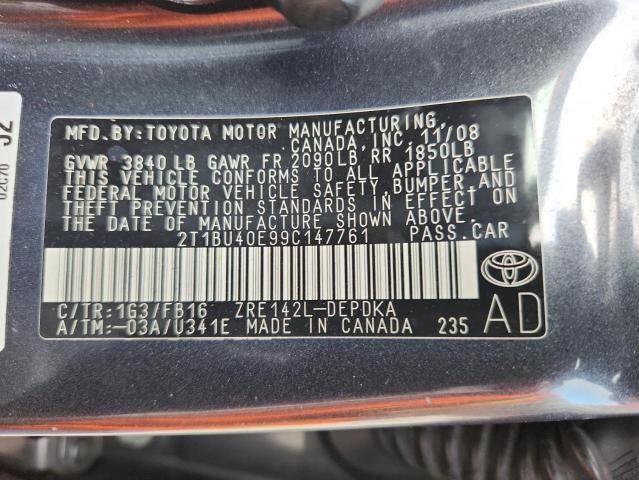 MFD.BY:TOYOTA MOTOR MANUFACTURING,
CANADA, INC. 11/08
GVWR 3840 LB GAWR FR 2090LB RR 1850LB
THIS VEHICLE CONFORMS TO ALL APPLICABLE
FEDERAL MOTOR VEHICLE SAFETY, BUMPER, AND
THEFT PREVENTION STANDARDS IN EFFECT ON
THE DATE OF MANUFACTURE SHOWN ABOVE.
2T1BU40E99C147761 PASS.CAR
C/TR:1G3/FB16 ZRE142L-DEPDKA
A/TM:-03A/U341E MADE IN CANADA 235
AD
02C70